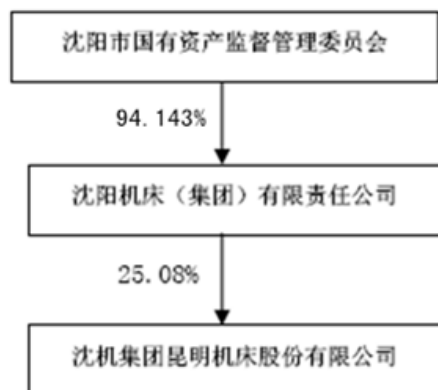 沈阳市国有资产监督管理委员会
94.143%
沈阳机床（集团）有限责任公司
25.08%
沈机集团昆明机床股份有限公司